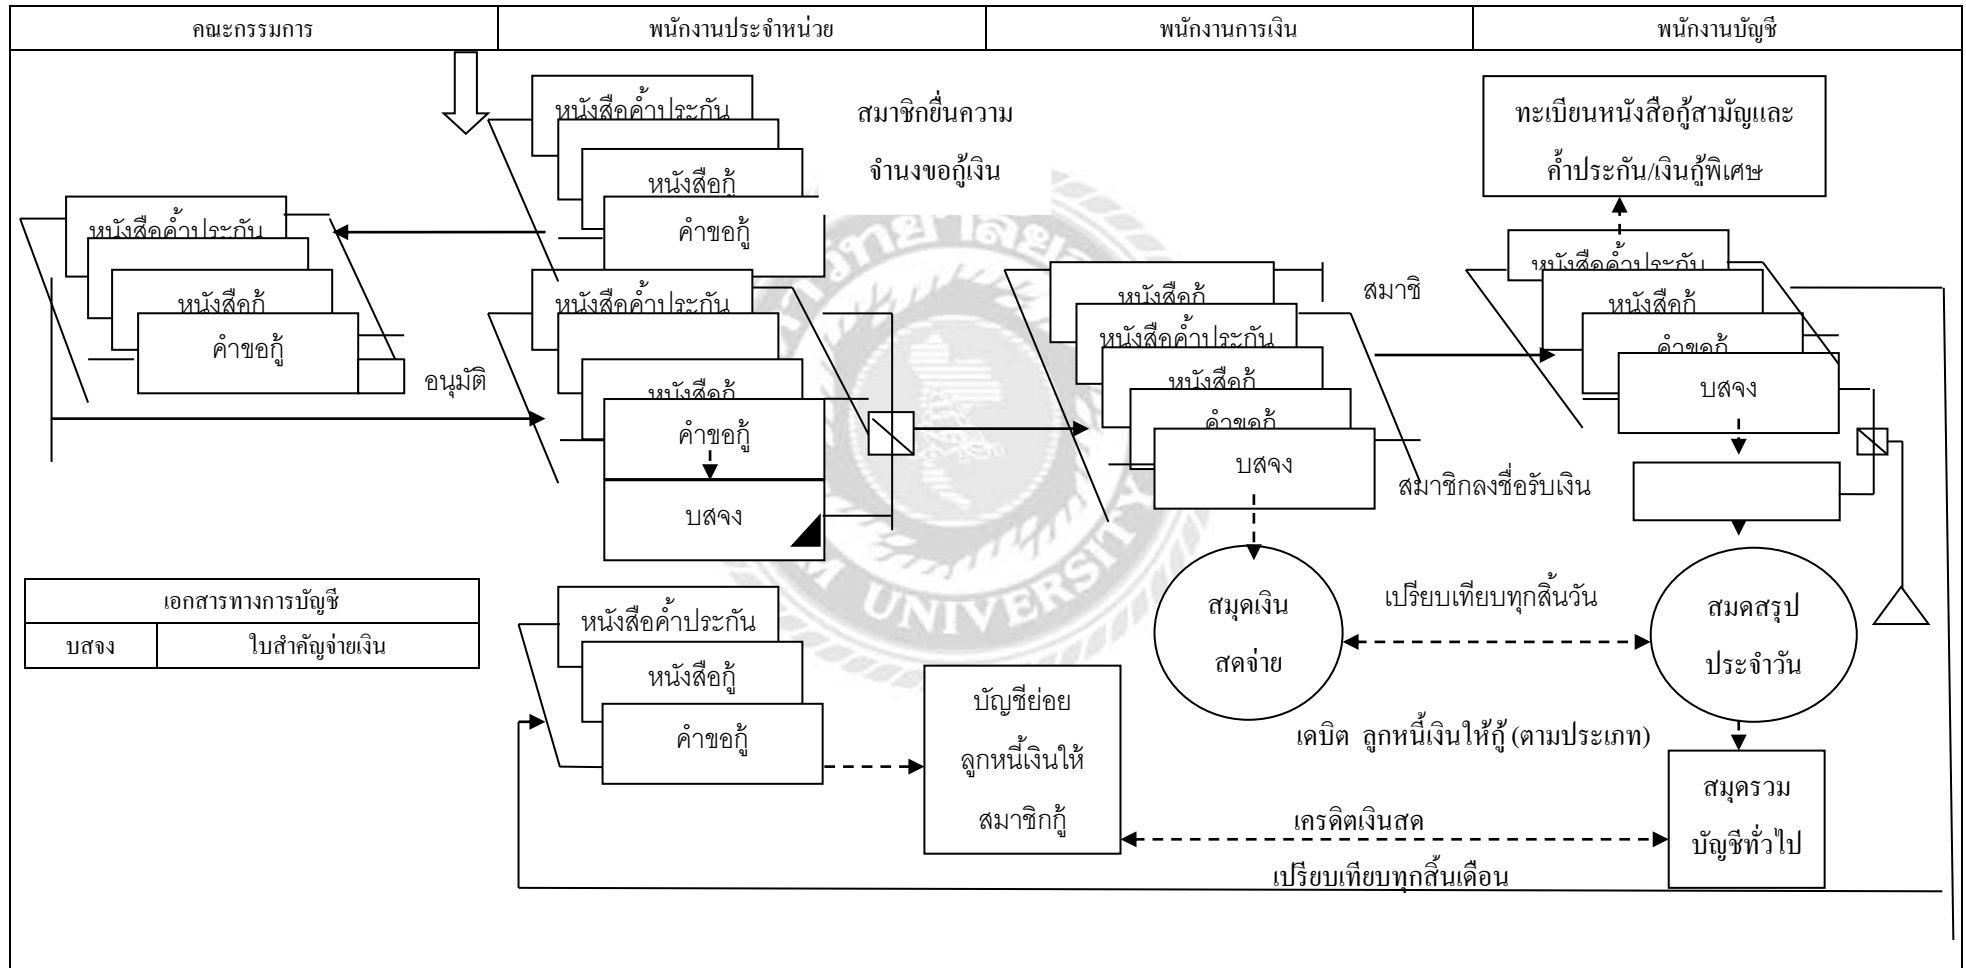 คณะกรรมการ
พนักงานประจำหน่วย
พนักงานการเงิน
พนักงานบัญชี
หนังสือค้ำประกัน
หนังสือกู้
คำขอกู้
สมาชิกยื่นความ
จำนงขอกู้เงิน
ทะเบียนหนังสือกู้สามัญและ
ค้ำประกัน/เงินกู้พิเศษ
หนังสือค้ำประกัน
หนังสือกู้
คำขอกู้
อนุมัติ
หนังสือค้ำประกัน
หนังสือกู้
คำขอกู้
บสจง
หนังสือกู้
หนังสือค้ำประกัน
หนังสือกู้
คำขอกู้
บสจง
สมาชิ
สมาชิกลงชื่อรับเงิน
หนังสือค้ำประกัน
หนังสือกู้
คำขอกู้
บสจง
เอกสารทางการบัญชี
บสจง
ใบสำคัญจ่ายเงิน
หนังสือค้ำประกัน
หนังสือกู้
คำขอกู้
บัญชีย่อย
ลูกหนี้เงินให้
สมาชิกกู้
สมุดเงิน
สดจ่าย
เปรียบเทียบทุกสิ้นวัน
สมดสรุป
ประจำวัน
เดบิต ลูกหนี้เงินให้กู้ (ตามประเภท)
เครดิตเงินสด
เปรียบเทียบทุกสิ้นเดือน
สมุดรวม
บัญชีทั่วไป
UNIVERSITY